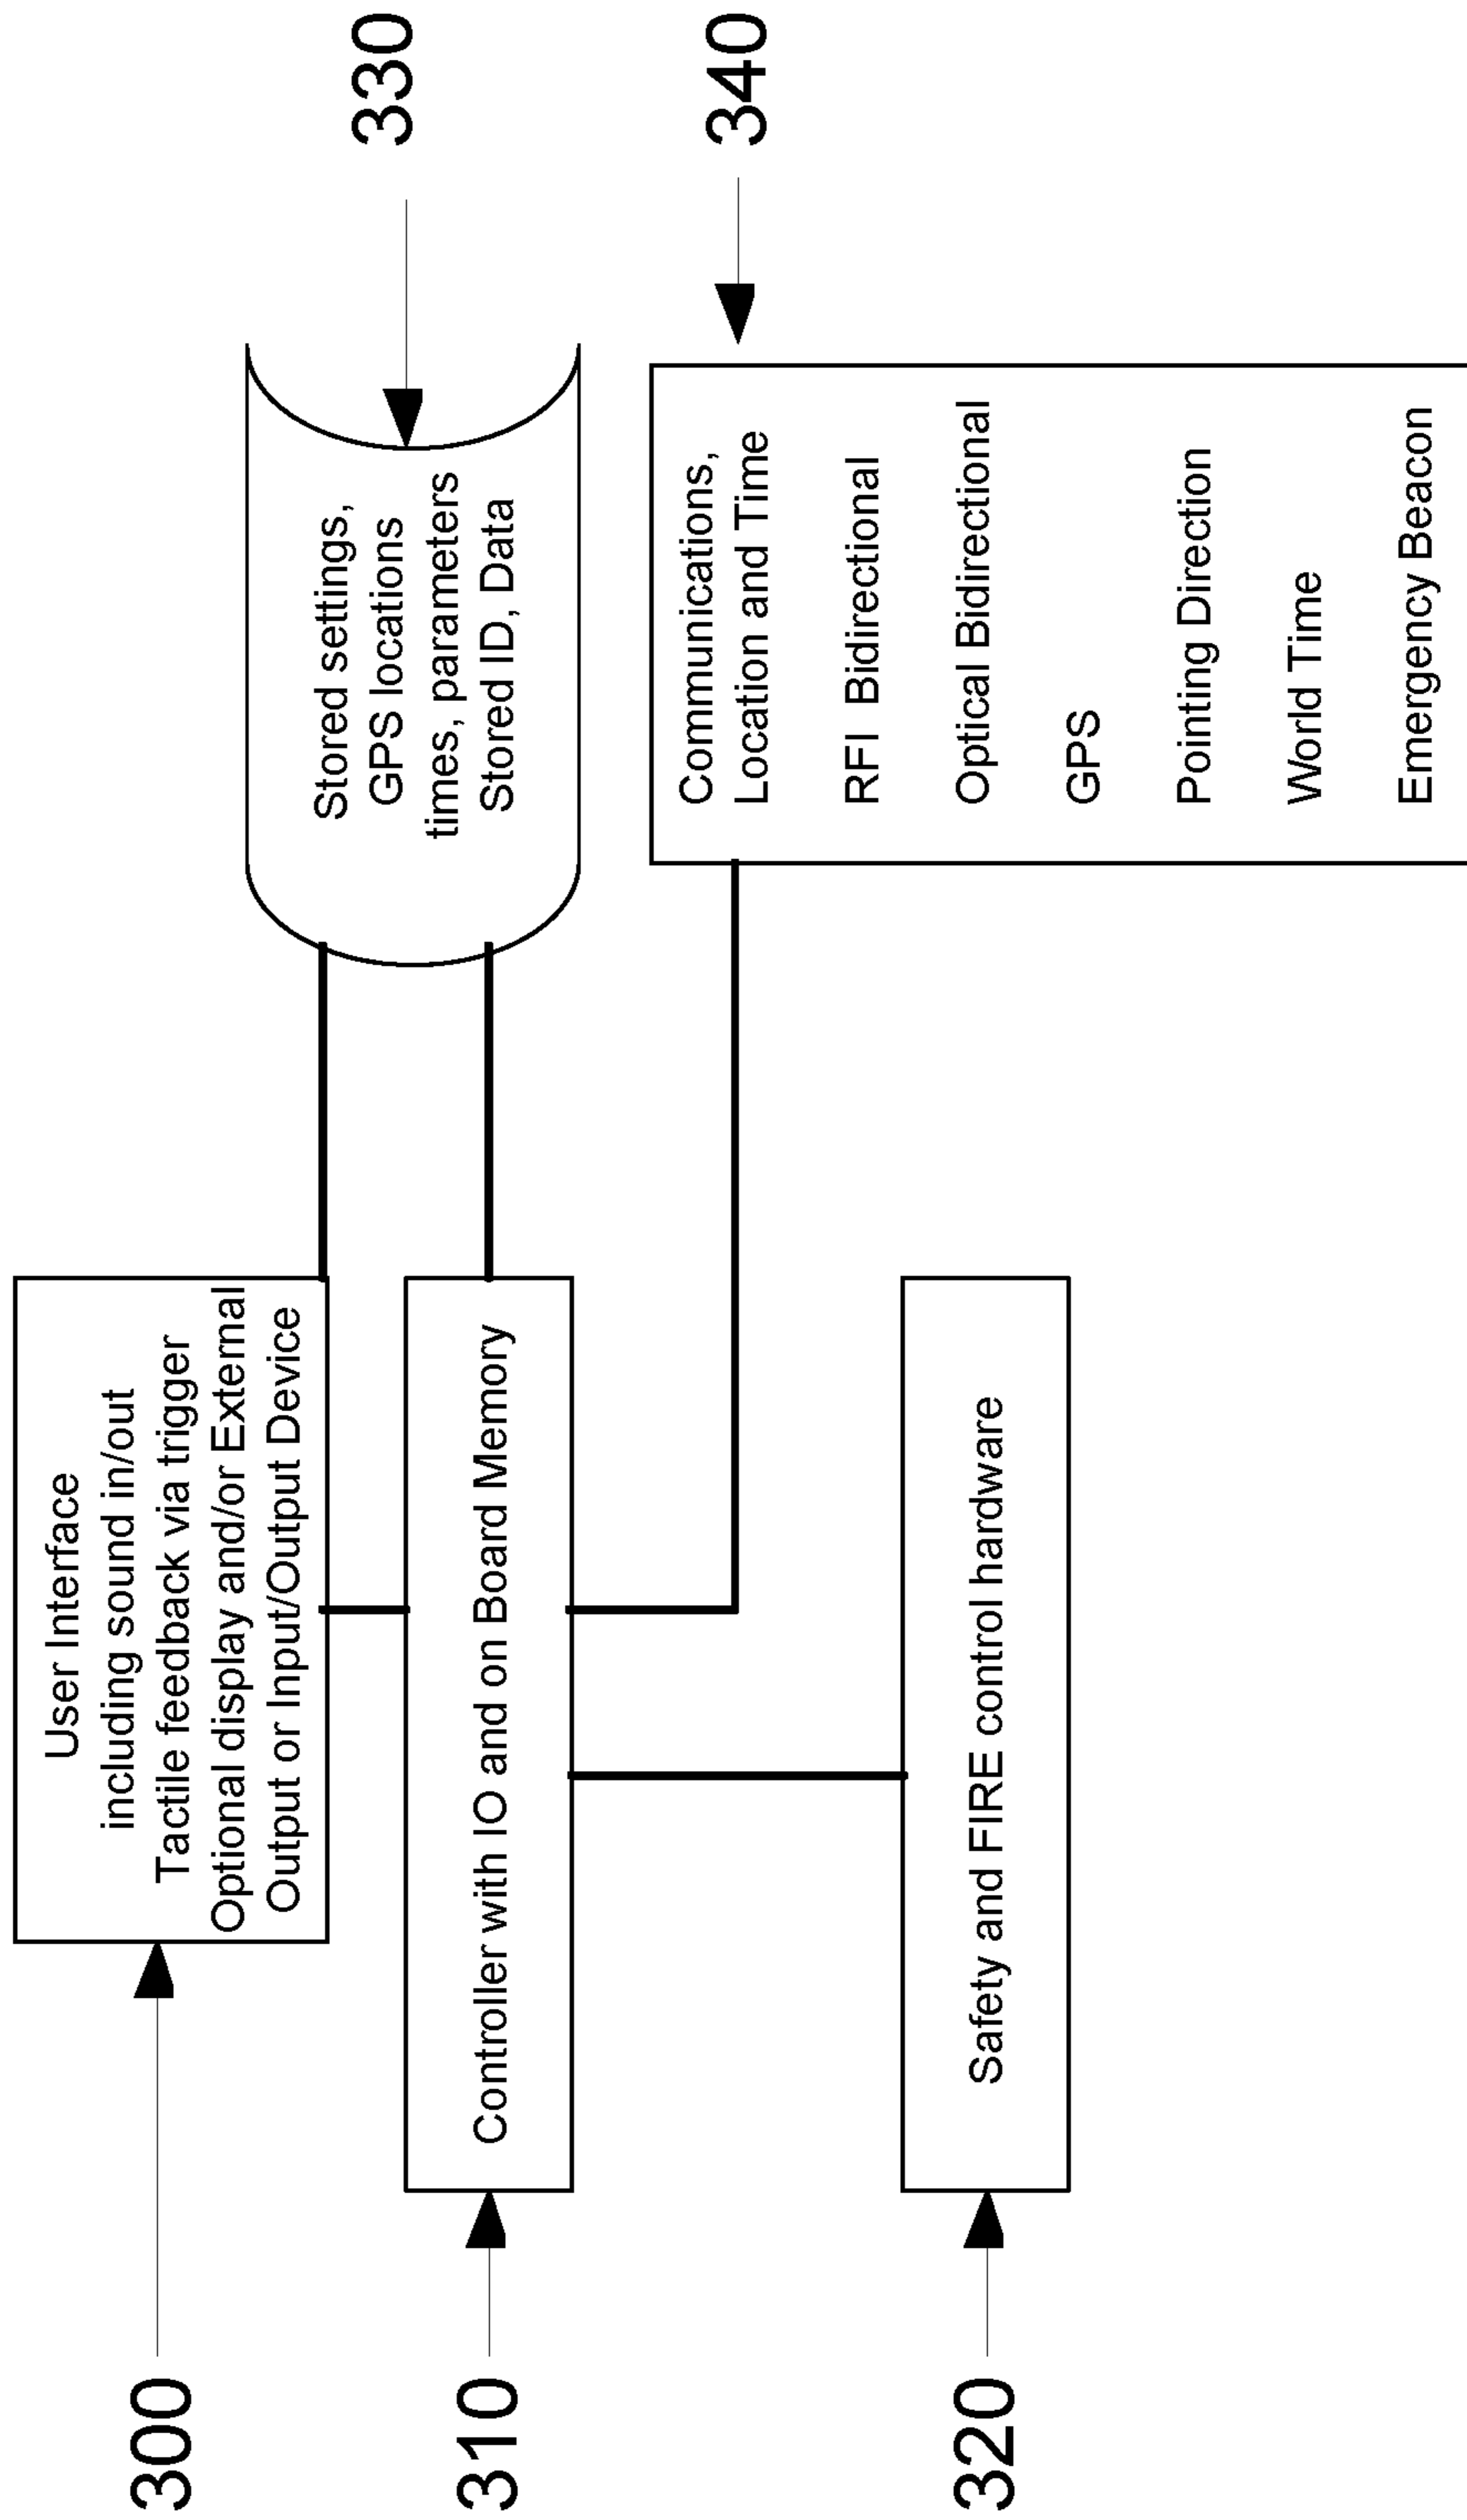 300
User Interface
including sound in/out
Tactile feedback via trigger
Optional display and/or External
Output or Input/Output Device
310
Controller with IO and on Board Memory
320
Safety and FIRE control hardware
Stored settings,
GPS locations
times, parameters
Stored ID, Data
330
Communications,
Location and Time
RFI Bidirectional
Optical Bidirectional
GPS
Pointing Direction
World Time
Emergency Beacon
340